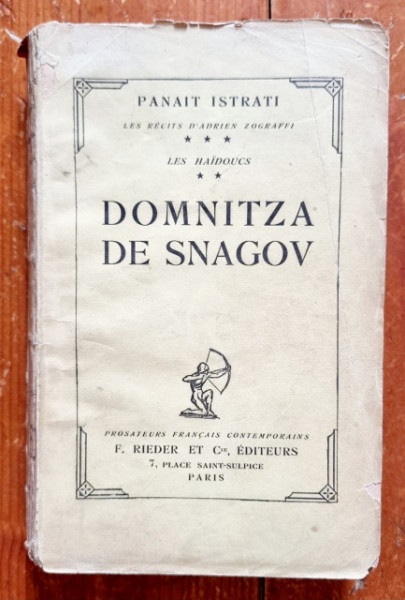 PANAIT ISTRATI
LES RÉCITS D'ADRIEN ZOGRAFFI
★ ★ ★
LES HAÏDOUCS
★ ★
DOMNITZA
DE SNAGOV
PROSATEURS FRANÇAIS CONTEMPORAINS
F. RIEDER ET Cie, ÉDITEURS
7, PLACE SAINT-SULPICE
PARIS